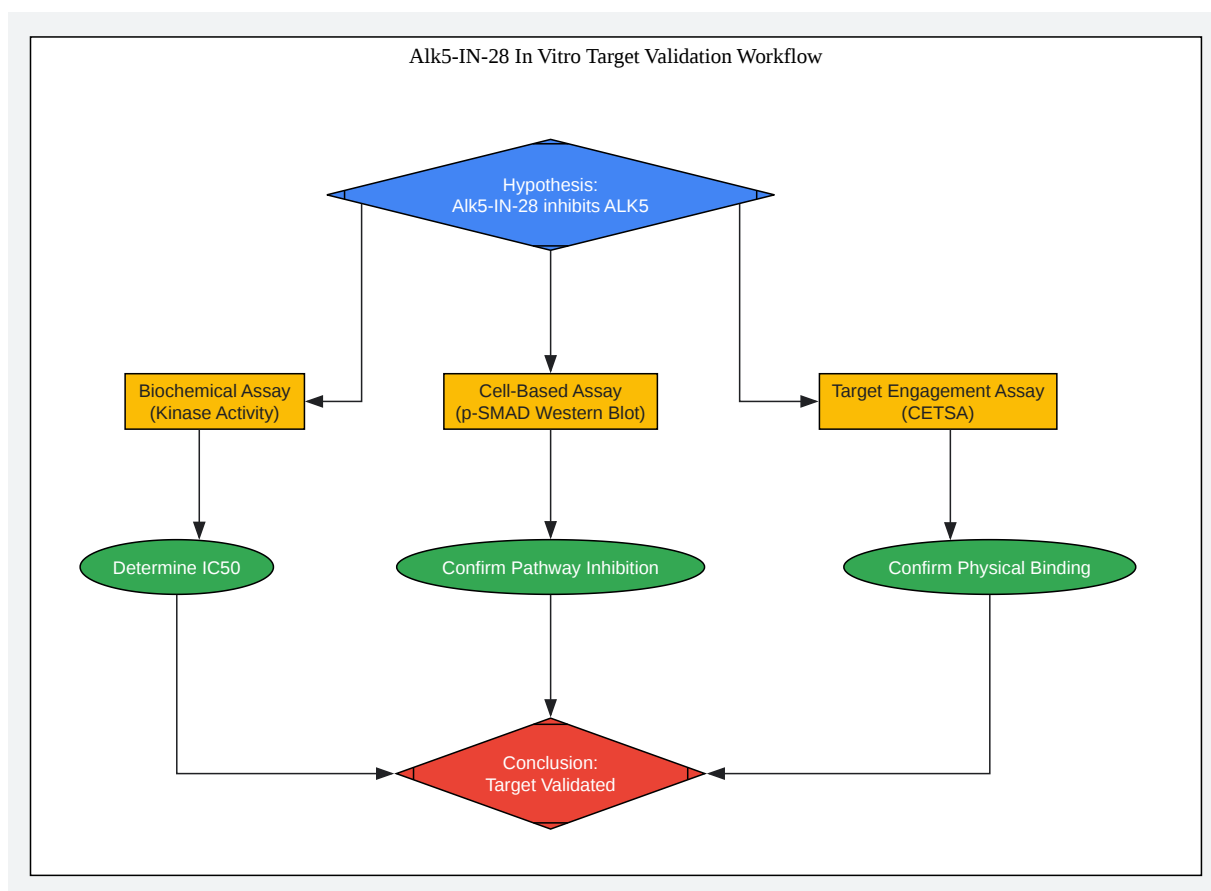 Alk5-IN-28 In Vitro Target Validation Workflow
Hypothesis:
Alk5-IN-28 inhibits ALK5
Biochemical Assay
(Kinase Activity)
Cell-Based Assay
(p-SMAD Western Blot)
Target Engagement Assay
(CETSA)
Determine IC50
Confirm Pathway Inhibition
Confirm Physical Binding
Conclusion:
Target Validated